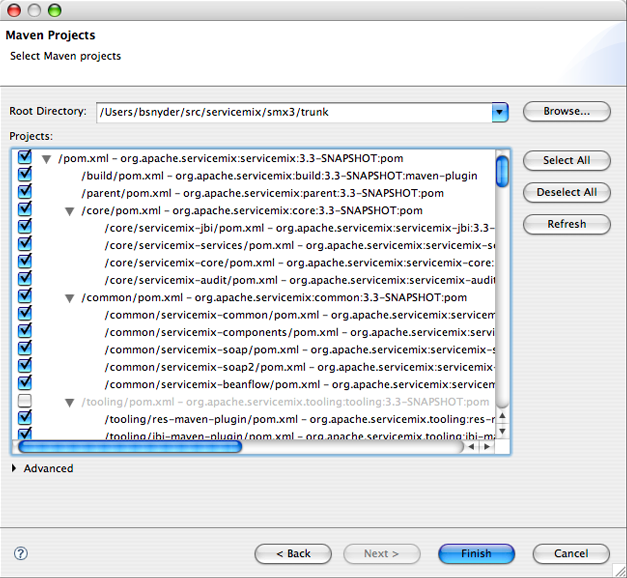 Maven Projects
Select Maven projects
Root Directory: /Users/bsnyder/src/servicemix/smx3/trunk Browse...
Projects:
/pom.xml – org.apache.servicemix:servicemix:3.3-SNAPSHOT:pom Select All
/build/pom.xml – org.apache.servicemix:build:3.3-SNAPSHOT:maven-plugin
/parent/pom.xml – org.apache.servicemix:parent:3.3-SNAPSHOT:pom Deselect All
/core/pom.xml – org.apache.servicemix:core:3.3-SNAPSHOT:pom
/core/servicemix-jbi/pom.xml – org.apache.servicemix:servicemix-jbi:3.3- Refresh
/core/servicemix-services/pom.xml – org.apache.servicemix:servicemix-se
/core/servicemix-core/pom.xml – org.apache.servicemix:servicemix-core:
/core/servicemix-audit/pom.xml – org.apache.servicemix:servicemix-audit
/common/pom.xml – org.apache.servicemix:common:3.3-SNAPSHOT:pom
/common/servicemix-common/pom.xml – org.apache.servicemix:service
/common/servicemix-components/pom.xml – org.apache.servicemix:servi
/common/servicemix-soap/pom.xml – org.apache.servicemix:servicemix-s
/common/servicemix-soap2/pom.xml – org.apache.servicemix:servicemix-
/common/servicemix-beanflow/pom.xml – org.apache.servicemix:service
/tooling/pom.xml – org.apache.servicemix.tooling:tooling:3.3-SNAPSHOT:pom
/tooling/res-maven-plugin/pom.xml – org.apache.servicemix.tooling:res-m
/tooling/jbi-maven-plugin/pom.xml – org.apache.servicemix.tooling:jbi-ma
Advanced
? < Back Next > Finish Cancel